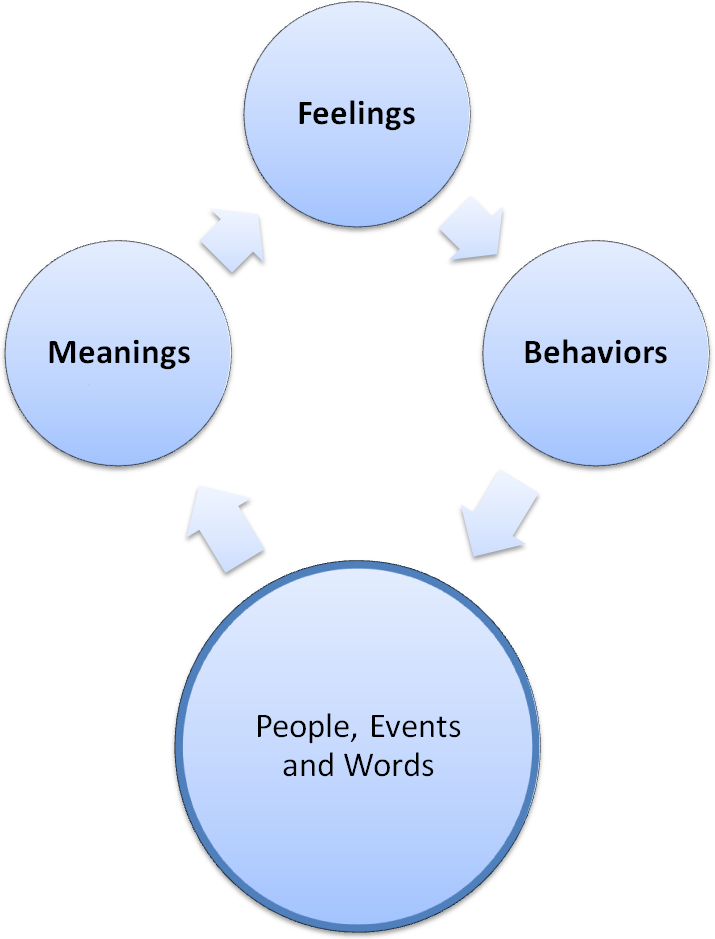 Feelings
Meanings
Behaviors
People, Events
and Words